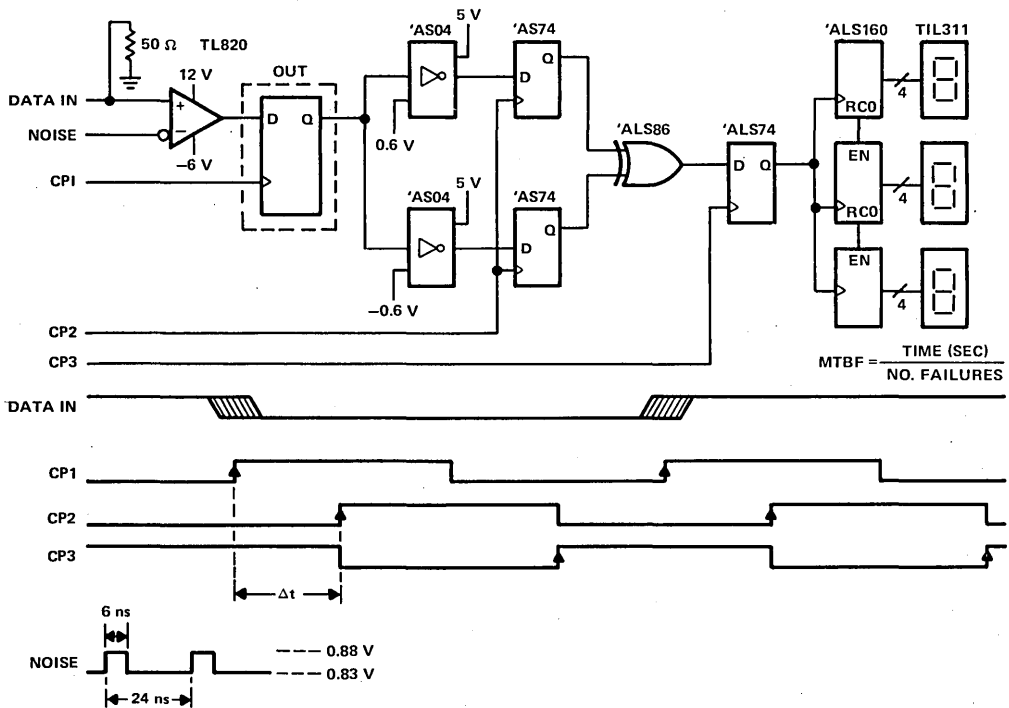 5 V
'AS04
'AS74
'ALS160
TIL311
50 Ω
TL820
OUT
12 V
DATA IN
+
D
Q
D
Q
RCO
4
NOISE
−
0.6 V
'ALS86
'ALS74
EN
−6 V
CPI
5 V
'AS04
'AS74
D
Q
4
RCO
D
Q
EN
−0.6 V
4
CP2
CP3
MTBF = TIME (SEC)
NO. FAILURES
DATA IN
CP1
CP2
CP3
Δt
6 ns
NOISE
0.88 V
0.83 V
24 ns